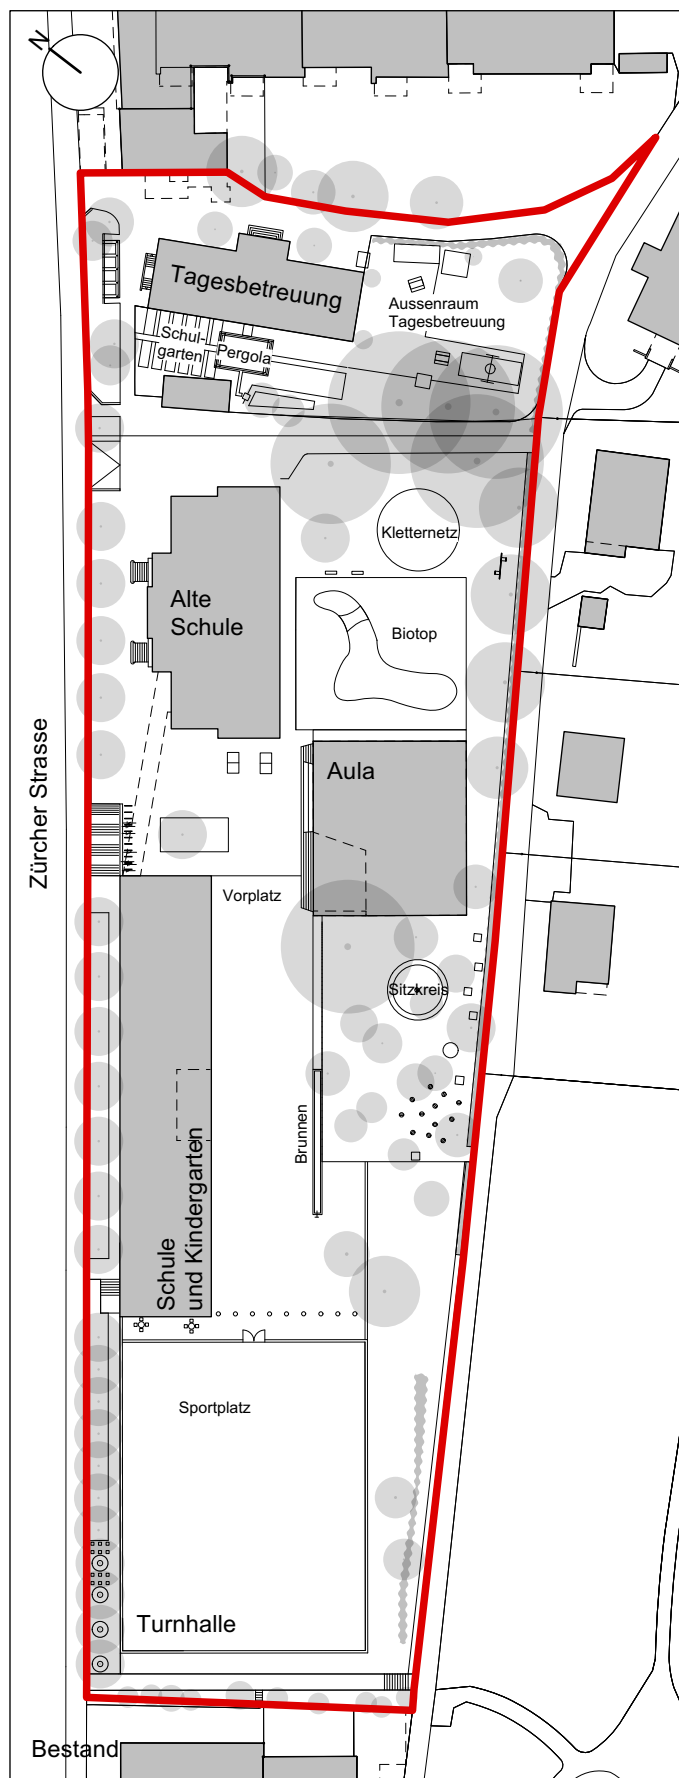 N
Tagesbetreuung
Aussenraum
Tagesbetreuung
Schul-
garten
Pergola
Kletternetz
Alte
Schule
Biotop
Zürcher Strasse
Aula
Vorplatz
Sitzkreis
Brunnen
Schule
und Kindergarten
Sportplatz
Turnhalle
Bestand